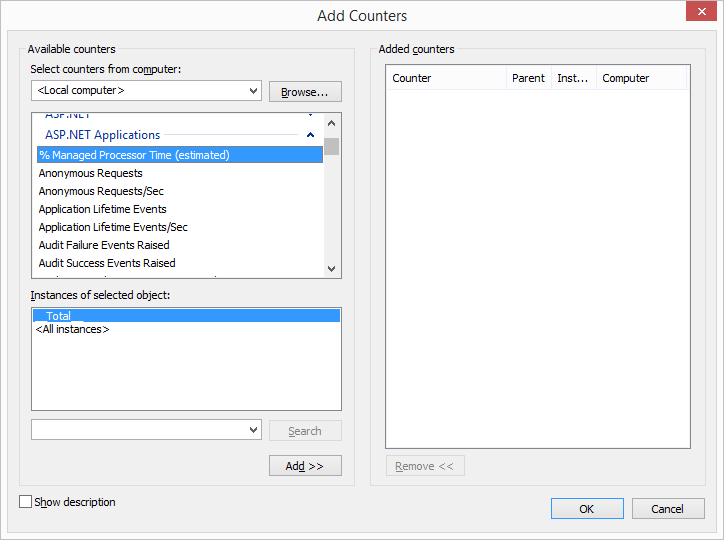 Add Counters
Available counters
Select counters from computer:
<Local computer>
Browse...
ASP.NET
ASP.NET Applications
% Managed Processor Time (estimated)
Anonymous Requests
Anonymous Requests/Sec
Application Lifetime Events
Application Lifetime Events/Sec
Audit Failure Events Raised
Audit Success Events Raised
Instances of selected object:
__Total__
<All instances>
Search
Add >>
Show description
Added counters
Counter Parent Inst... Computer
Remove <<
OK
Cancel